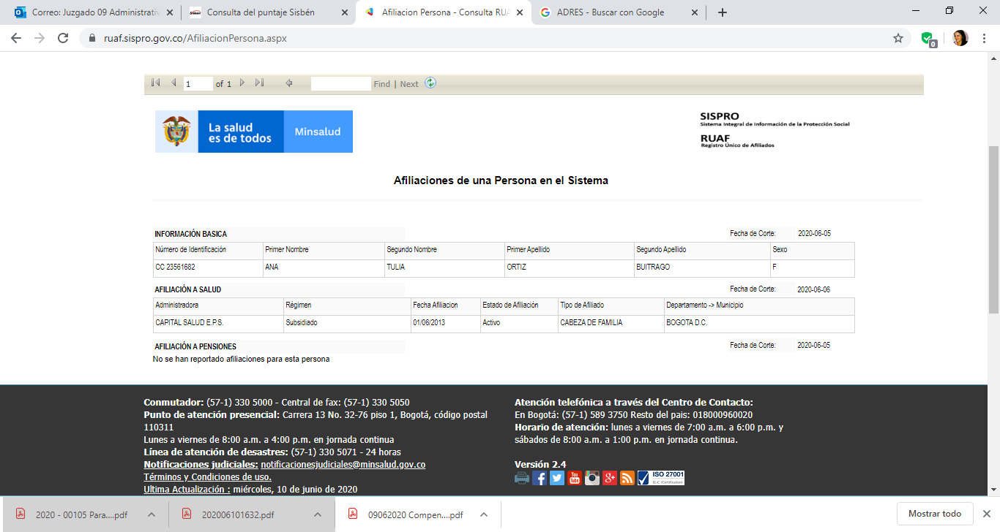 Correo: Juzgado 09 Administrativ
Consulta del puntaje Sisbén
Afiliacion Persona - Consulta RUA
ADRES - Buscar con Google
ruaf.sispro.gov.co/AfiliacionPersona.aspx
0
1 of 1 Find | Next
La salud
es de todos
Minsalud
SISPRO
Sistema Integral de Información de la Protección Social
RUAF
Registro Único de Afiliados
Afiliaciones de una Persona en el Sistema
INFORMACIÓN BASICA Fecha de Corte: 2020-06-05
Número de Identificación Primer Nombre Segundo Nombre Primer Apellido Segundo Apellido Sexo
CC 23561682 ANA TULIA ORTIZ BUITRAGO F
AFILIACIÓN A SALUD Fecha de Corte: 2020-06-06
Administradora Régimen Fecha Afiliacion Estado de Afiliación Tipo de Afiliado Departamento -> Municipio
CAPITAL SALUD E.P.S. Subsidiado 01/06/2013 Activo CABEZA DE FAMILIA BOGOTA D.C.
AFILIACIÓN A PENSIONES Fecha de Corte: 2020-06-05
No se han reportado afiliaciones para esta persona
Conmutador: (57-1) 330 5000 - Central de fax: (57-1) 330 5050
Punto de atención presencial: Carrera 13 No. 32-76 piso 1, Bogotá, código postal
110311
Lunes a viernes de 8:00 a.m. a 4:00 p.m. en jornada continua
Línea de atención de desastres: (57-1) 330 5071 - 24 horas
Notificaciones judiciales: notificacionesjudiciales@minsalud.gov.co
Términos y Condiciones de uso.
Ultima Actualización : miércoles, 10 de junio de 2020
Atención telefónica a través del Centro de Contacto:
En Bogotá: (57-1) 589 3750 Resto del pais: 018000960020
Horario de atención: lunes a viernes de 7:00 a.m. a 6:00 p.m. y
sábados de 8:00 a.m. a 1:00 p.m. en jornada continua.
Versión 2.4
You Tube
g+
ISO 27001
2020 - 00105 Para....pdf
202006101632.pdf
09062020 Compen....pdf
Mostrar todo